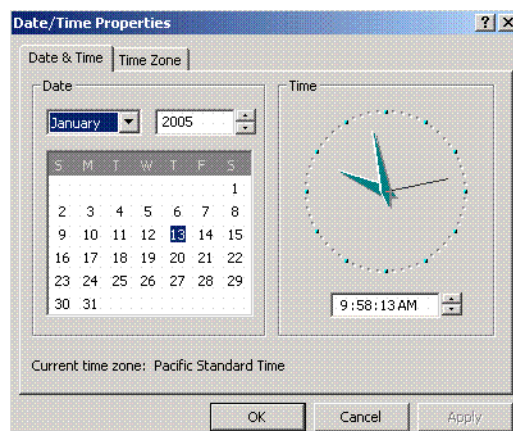 Date/Time Properties
Date & Time Time Zone
Date
January 2005
S M T W T F S
1
2 3 4 5 6 7 8
9 10 11 12 13 14 15
16 17 18 19 20 21 22
23 24 25 26 27 28 29
30 31
Time
9:58:13 AM
Current time zone: Pacific Standard Time
OK Cancel Apply